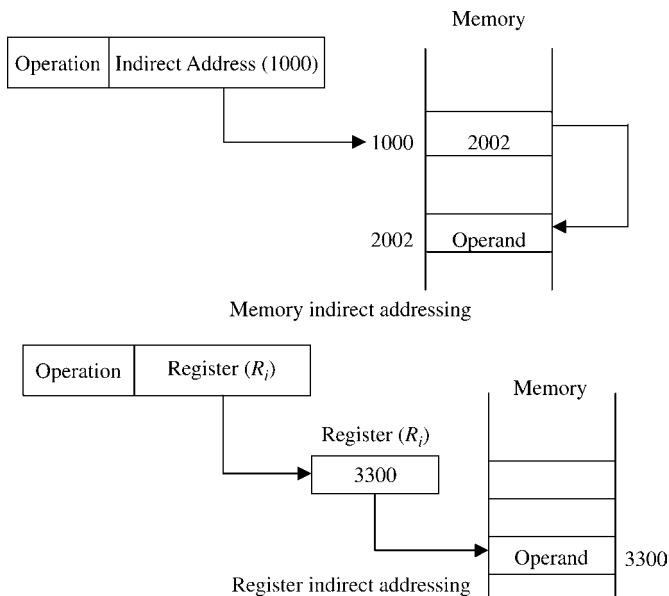 Memory
Operation Indirect Address (1000)
1000 2002
2002 Operand
Memory indirect addressing
Operation Register (Ri)
Memory
Register (Ri)
3300
Operand 3300
Register indirect addressing